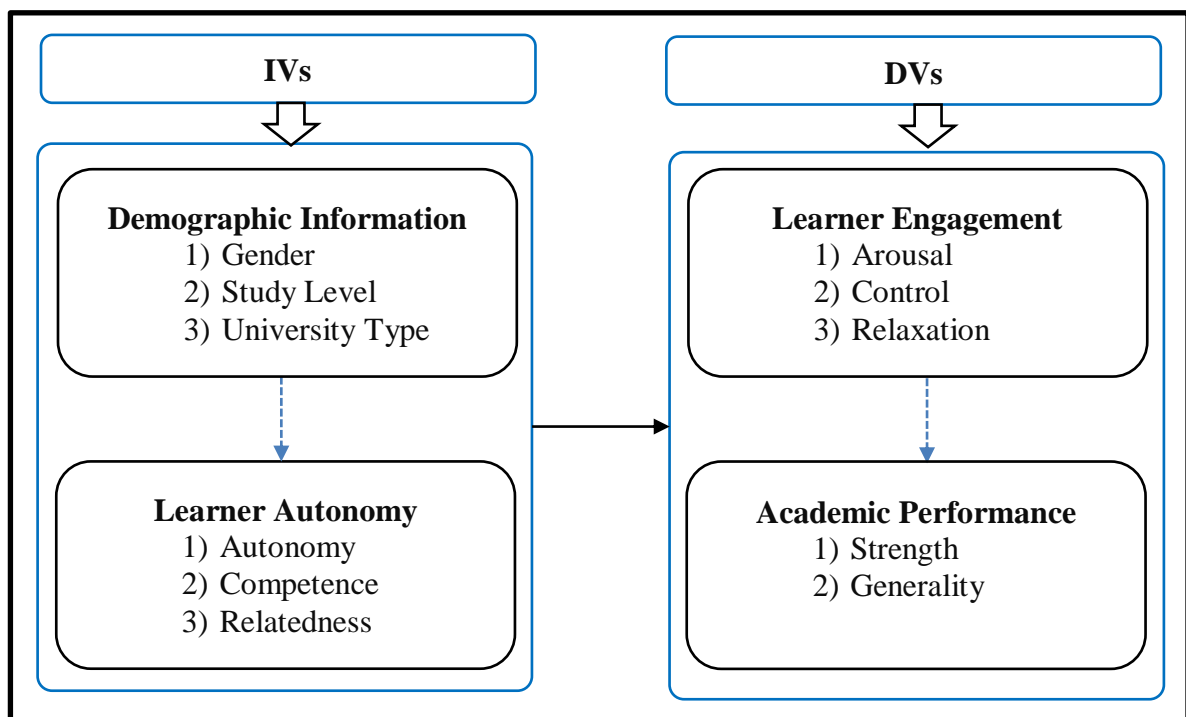 IVs
DVs
Demographic Information
1) Gender
2) Study Level
3) University Type
Learner Autonomy
1) Autonomy
2) Competence
3) Relatedness
Learner Engagement
1) Arousal
2) Control
3) Relaxation
Academic Performance
1) Strength
2) Generality